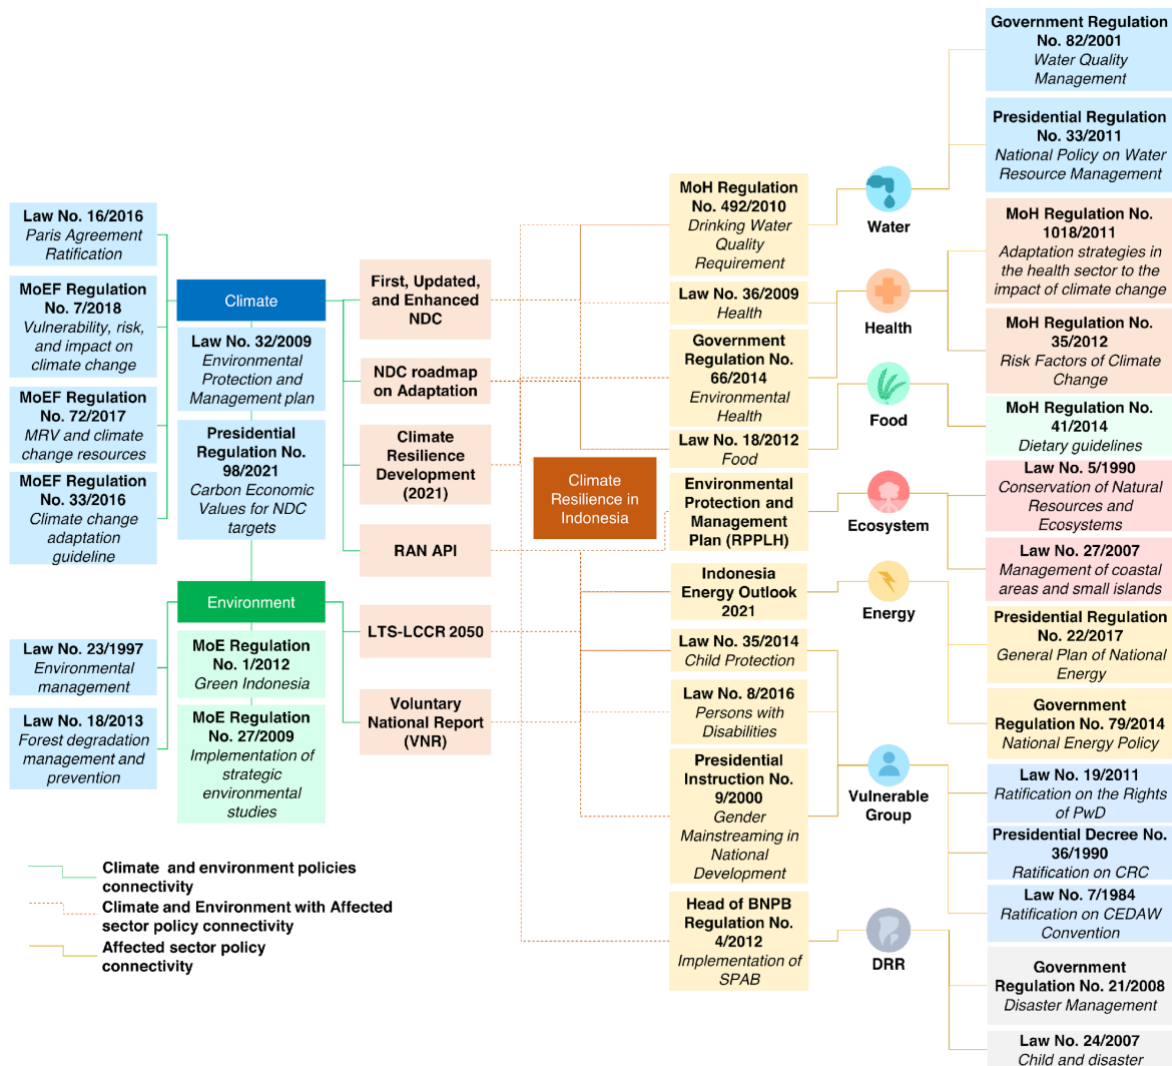 Law No. 16/2016
Paris Agreement
Ratification
MoEF Regulation
No. 7/2018
Vulnerability, risk,
and impact on
climate change
MoEF Regulation
No. 72/2017
MRV and climate
change resources
MoEF Regulation
No. 33/2016
Climate change
adaptation
guideline
Law No. 23/1997
Environmental
management
Law No. 18/2013
Forest degradation
management and
prevention
Climate
Law No. 32/2009
Environmental
Protection and
Management plan
Presidential
Regulation No.
98/2021
Carbon Economic
Values for NDC
targets
Environment
MoE Regulation
No. 1/2012
Green Indonesia
MoE Regulation
No. 27/2009
Implementation of
strategic
environmental
studies
First, Updated,
and Enhanced
NDC
NDC roadmap
on Adaptation
Climate
Resilience
Development
(2021)
RAN API
LTS-LCCR 2050
Voluntary
National Report
(VNR)
Climate
Resilience in
Indonesia
MoH Regulation
No. 492/2010
Drinking Water
Quality
Requirement
Law No. 36/2009
Health
Government
Regulation No.
66/2014
Environmental
Health
Law No. 18/2012
Food
Environmental
Protection and
Management
Plan (RPPLH)
Indonesia
Energy Outlook
2021
Law No. 35/2014
Child Protection
Law No. 8/2016
Persons with
Disabilities
Presidential
Instruction No.
9/2000
Gender
Mainstreaming in
National
Development
Head of BNPB
Regulation No.
4/2012
Implementation of
SPAB
Water
Health
Food
Ecosystem
Energy
Vulnerable
Group
DRR
Government Regulation
No. 82/2001
Water Quality
Management
Presidential Regulation
No. 33/2011
National Policy on Water
Resource Management
MoH Regulation No.
1018/2011
Adaptation strategies in
the health sector to the
impact of climate change
MoH Regulation No.
35/2012
Risk Factors of Climate
Change
MoH Regulation No.
41/2014
Dietary guidelines
Law No. 5/1990
Conservation of Natural
Resources and
Ecosystems
Law No. 27/2007
Management of coastal
areas and small islands
Presidential Regulation
No. 22/2017
General Plan of National
Energy
Government
Regulation No. 79/2014
National Energy Policy
Law No. 19/2011
Ratification on the Rights
of PwD
Presidential Decree No.
36/1990
Ratification on CRC
Law No. 7/1984
Ratification on CEDAW
Convention
Government
Regulation No. 21/2008
Disaster Management
Law No. 24/2007
Child and disaster
Climate and environment policies
connectivity
Climate and Environment with Affected
sector policy connectivity
Affected sector policy
connectivity